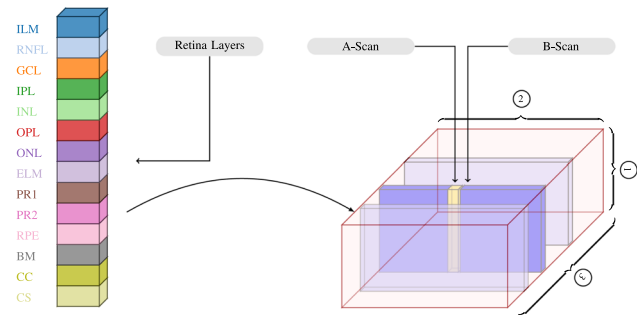 ILM
RNFL
GCL
IPL
INL
OPL
ONL
ELM
PR1
PR2
RPE
BM
CC
CS
Retina Layers
A-Scan
B-Scan
2
1